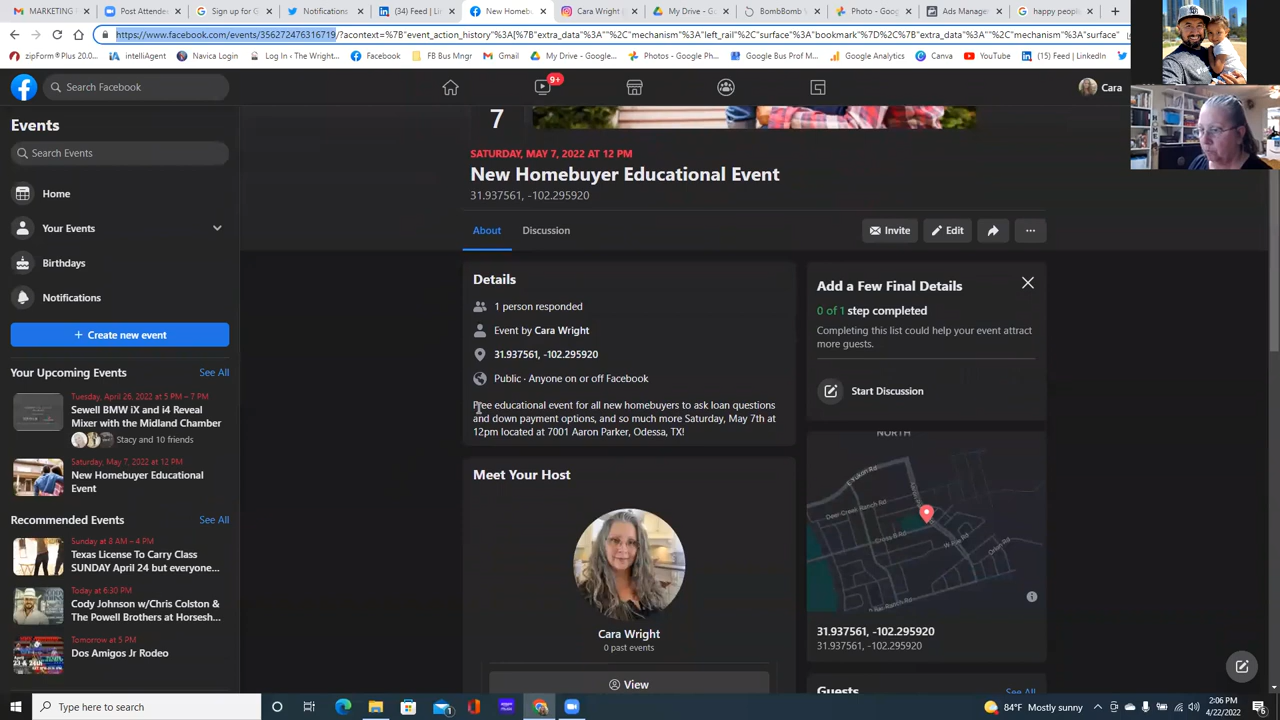 MARKETING
Post Attende
Sign up for G
Notifications
(34) Feed | Lin
New Homeb
Cara Wright (
My Drive - G
BombBomb
Photo - Goo
Ads Manage
happy people
https://www.facebook.com/events/356272476316719/?acontext=%7B"event_action_history"%3A[%7B"extra_data"%3A""%2C"mechanism"%3A"left_rail"%2C"surface"%3A"bookmark"%7D%2C%7B"extra_data"%3A""%2C"mechanism"%3A"surface"
zipForm®Plus 20.0...
intelliAgent
Navica Login
Log In ‹ The Wright...
Facebook
FB Bus Mngr
Gmail
My Drive - Google...
Photos - Google Ph...
Google Bus Prof M...
Google Analytics
Canva
YouTube
(15) Feed | LinkedIn
Search Facebook
9+
Cara
Events
Search Events
Home
Your Events
Birthdays
Notifications
+ Create new event
Your Upcoming Events
See All
Tuesday, April 26, 2022 at 5 PM – 7 PM
Sewell BMW iX and i4 Reveal
Mixer with the Midland Chamber
Stacy and 10 friends
Saturday, May 7, 2022 at 12 PM
New Homebuyer Educational
Event
Recommended Events
See All
Sunday at 8 AM – 4 PM
Texas License To Carry Class
SUNDAY April 24 but everyone...
Today at 6:30 PM
Cody Johnson w/Chris Colston &
The Powell Brothers at Horsesh...
Tomorrow at 5 PM
Dos Amigos Jr Rodeo
7
SATURDAY, MAY 7, 2022 AT 12 PM
New Homebuyer Educational Event
31.937561, -102.295920
About
Discussion
Invite
Edit
Details
1 person responded
Event by Cara Wright
31.937561, -102.295920
Public · Anyone on or off Facebook
Free educational event for all new homebuyers to ask loan questions
and down payment options, and so much more Saturday, May 7th at
12pm located at 7001 Aaron Parker, Odessa, TX!
Meet Your Host
Cara Wright
0 past events
View
Add a Few Final Details
0 of 1 step completed
Completing this list could help your event attract
more guests.
Start Discussion
NORTH
E Yukon Rd
Deer Creek Ranch Rd
Cross B Rd
31.937561, -102.295920
31.937561, -102.295920
Guests
See All
Type here to search
84°F Mostly sunny
2:06 PM
4/22/2022